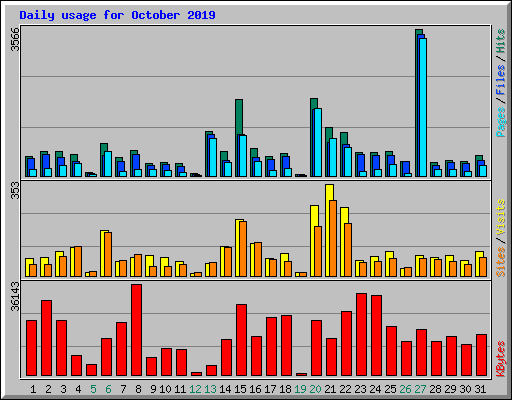 Daily usage for October 2019
3566
Pages / Files / Hits
353
Sites / Visits
36143
KBytes
1 2 3 4 5 6 7 8 9 10 11 12 13 14 15 16 17 18 19 20 21 22 23 24 25 26 27 28 29 30 31